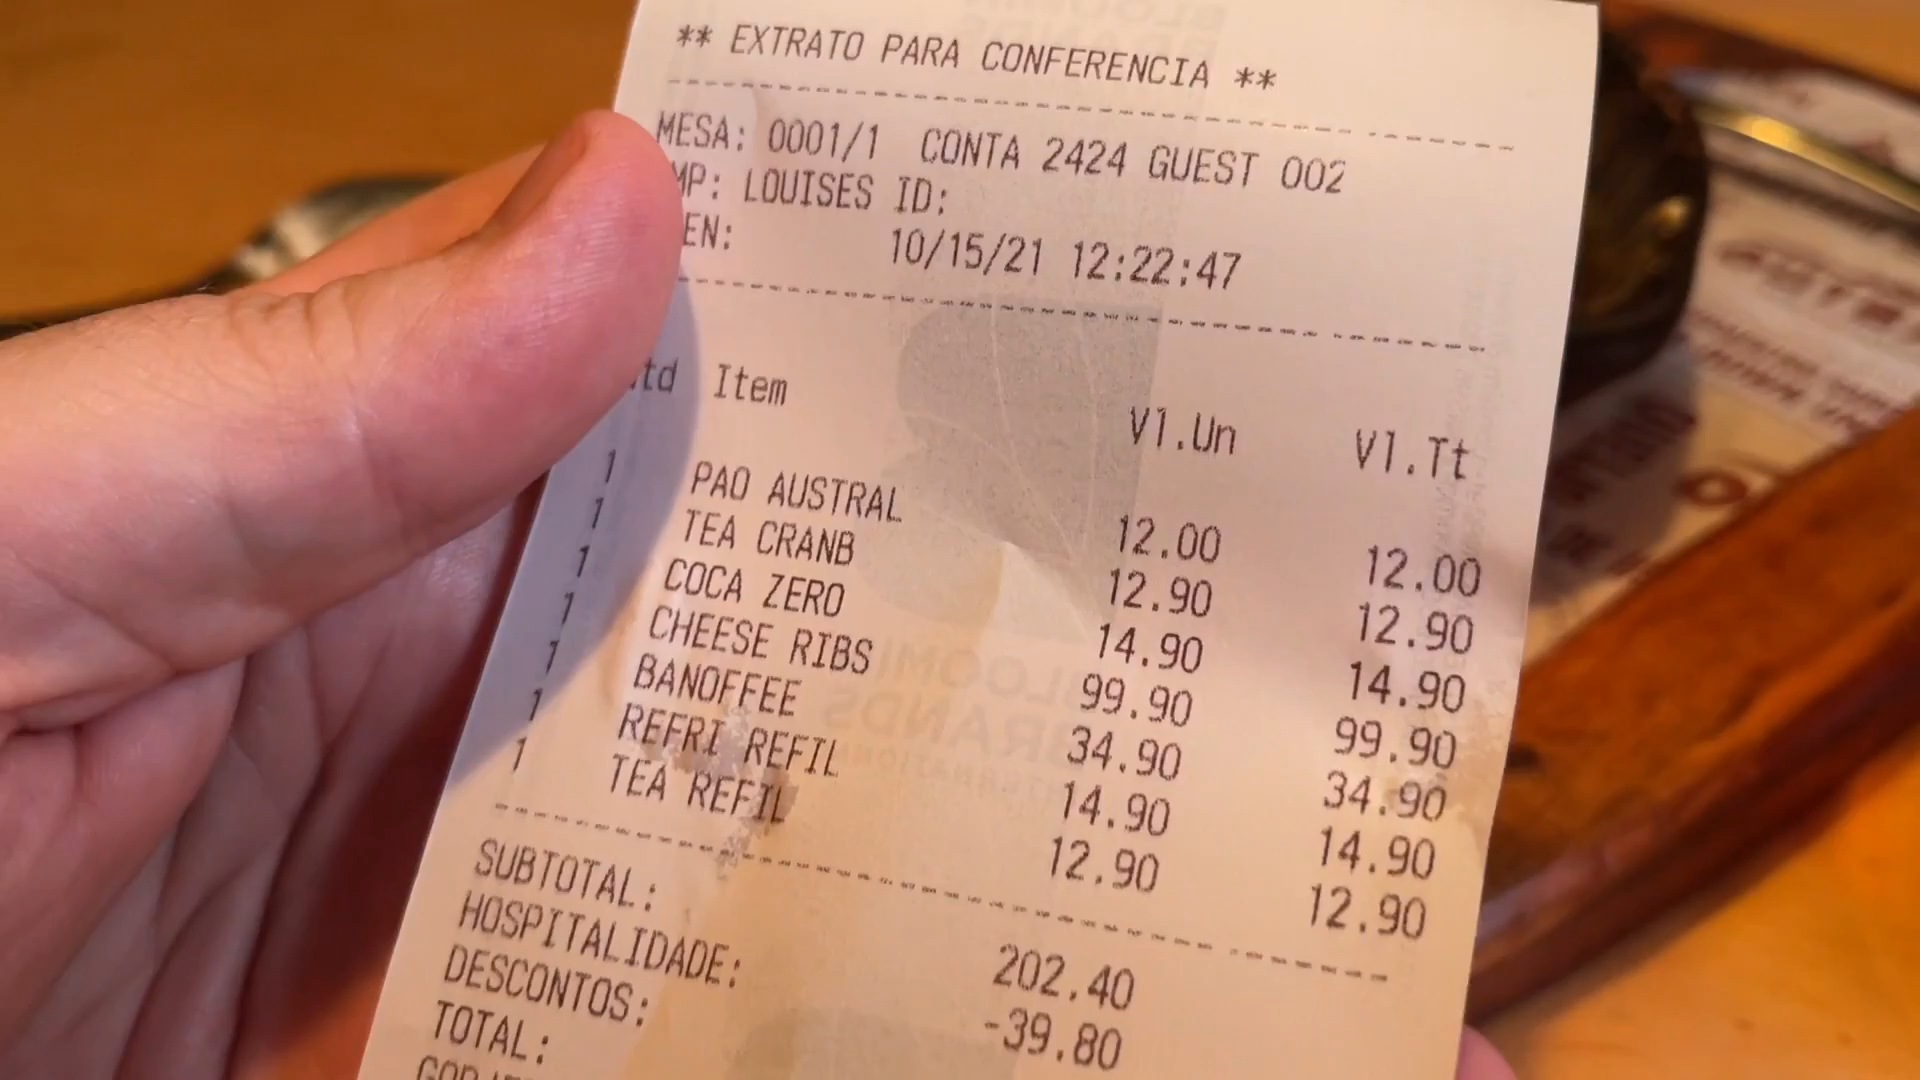 ** EXTRATO PARA CONFERENCIA **
MESA: 0001/1 CONTA 2424 GUEST 002
MP: LOUISES ID:
EN: 10/15/21 12:22:47
td Item Vl.Un Vl.Tt
1 PAO AUSTRAL 12.00 12.00
1 TEA CRANB 12.90 12.90
1 COCA ZERO 14.90 14.90
1 CHEESE RIBS 99.90 99.90
1 BANOFFEE 34.90 34.90
1 REFRI REFIL 14.90 14.90
1 TEA REFIL 12.90 12.90
SUBTOTAL: 202.40
HOSPITALIDADE: -39.80
DESCONTOS:
TOTAL: